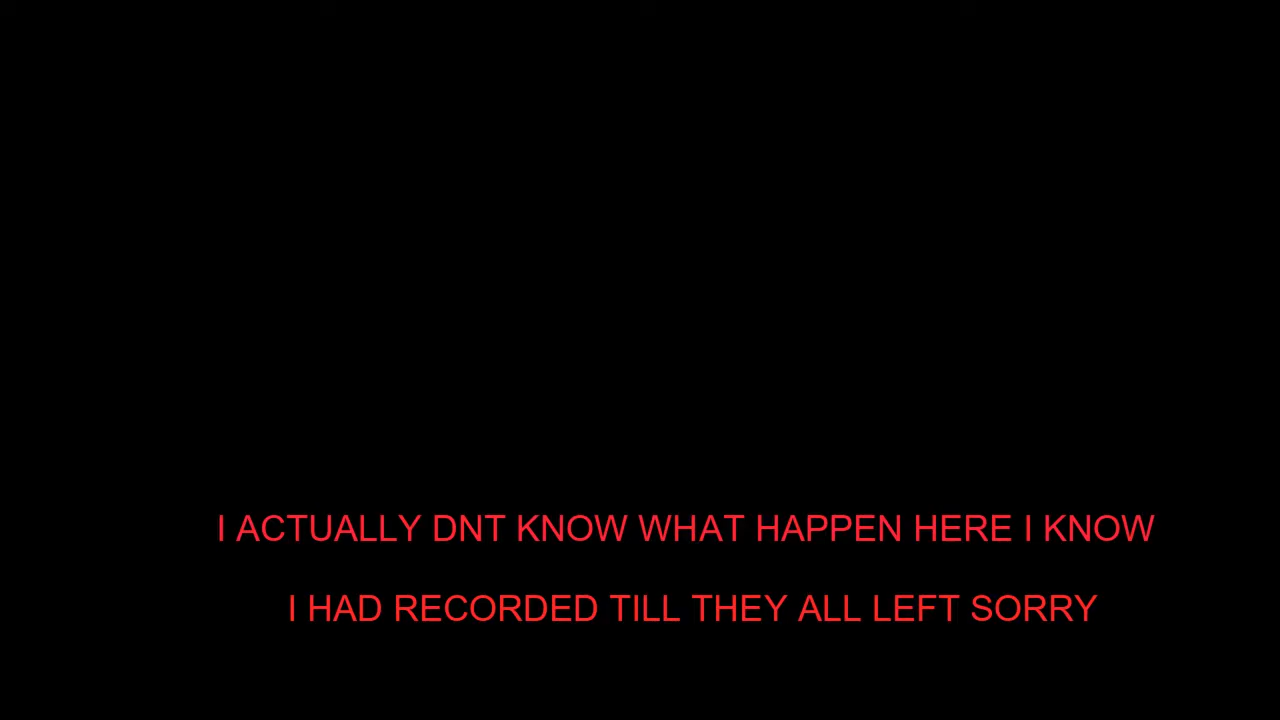 I ACTUALLY DNT KNOW WHAT HAPPEN HERE I KNOW
I HAD RECORDED TILL THEY ALL LEFT SORRY